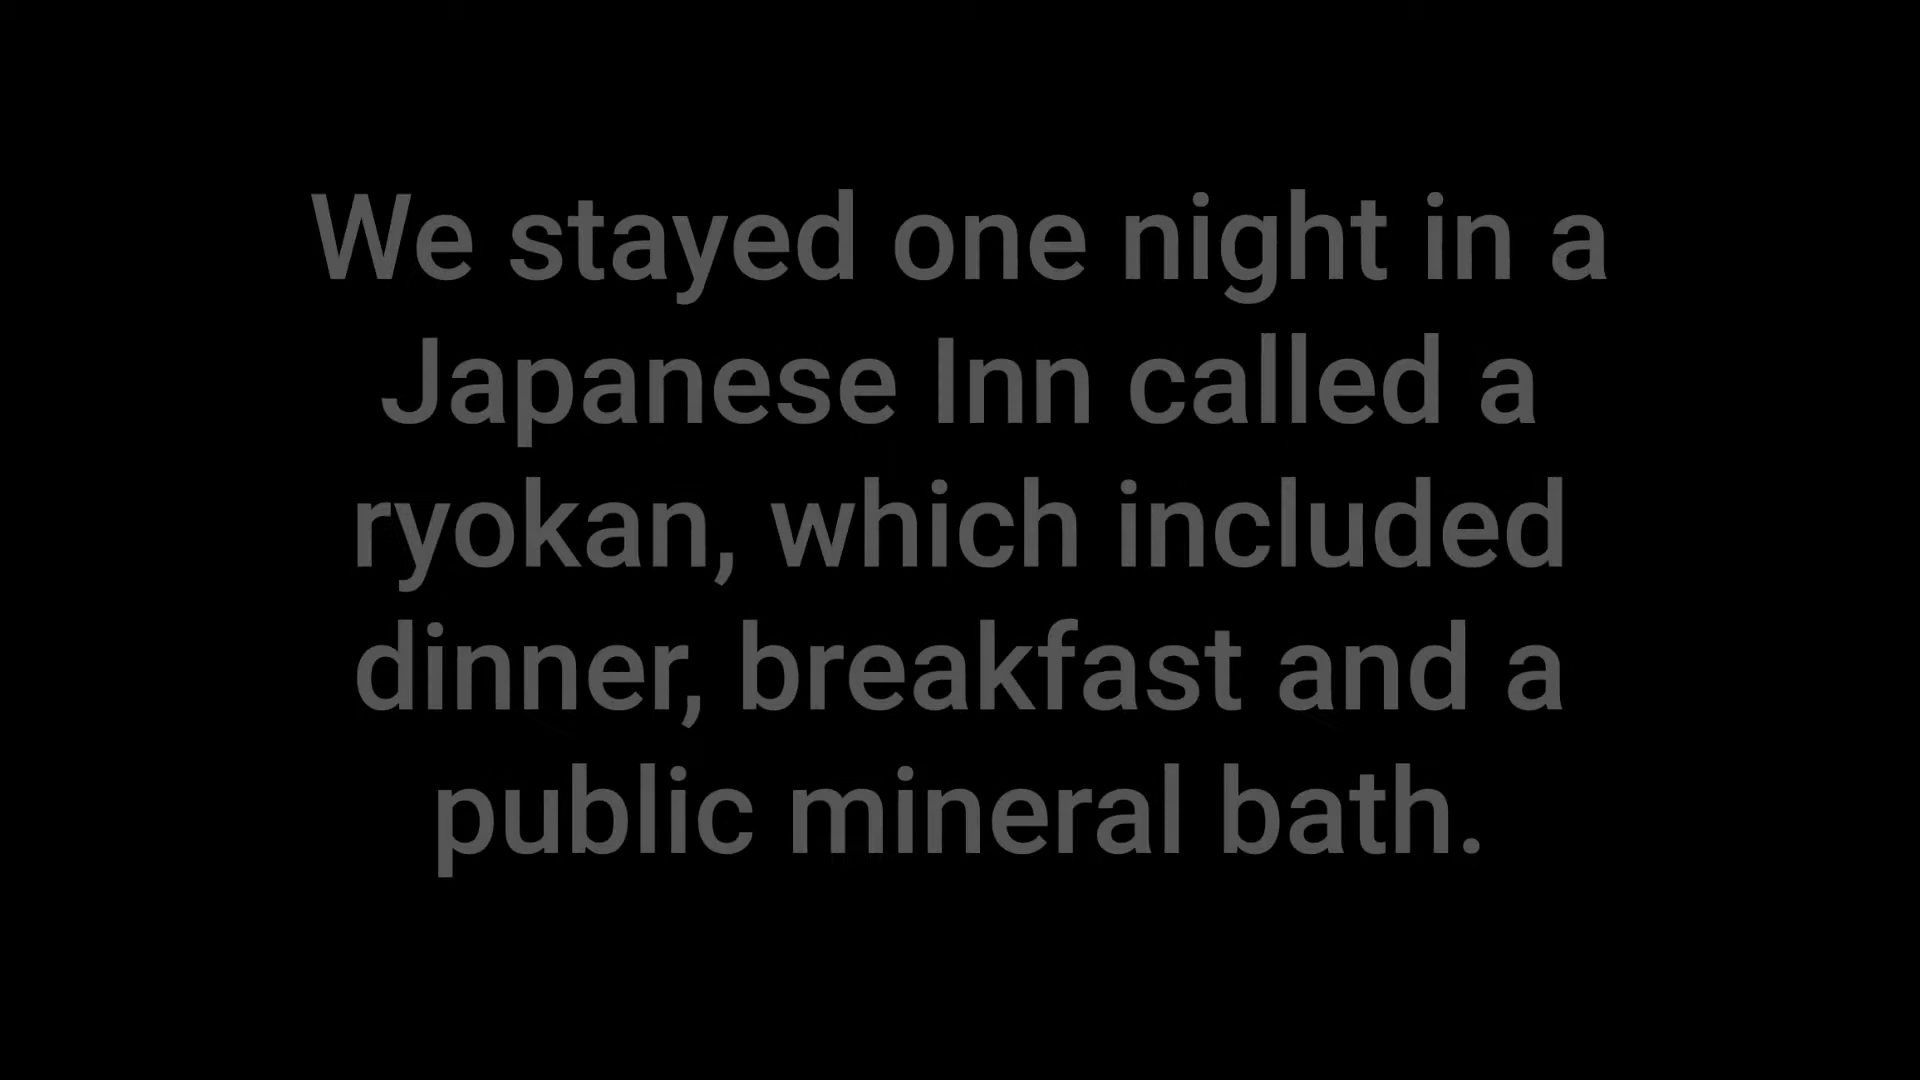 We stayed one night in a
Japanese Inn called a
ryokan, which included
dinner, breakfast and a
public mineral bath.